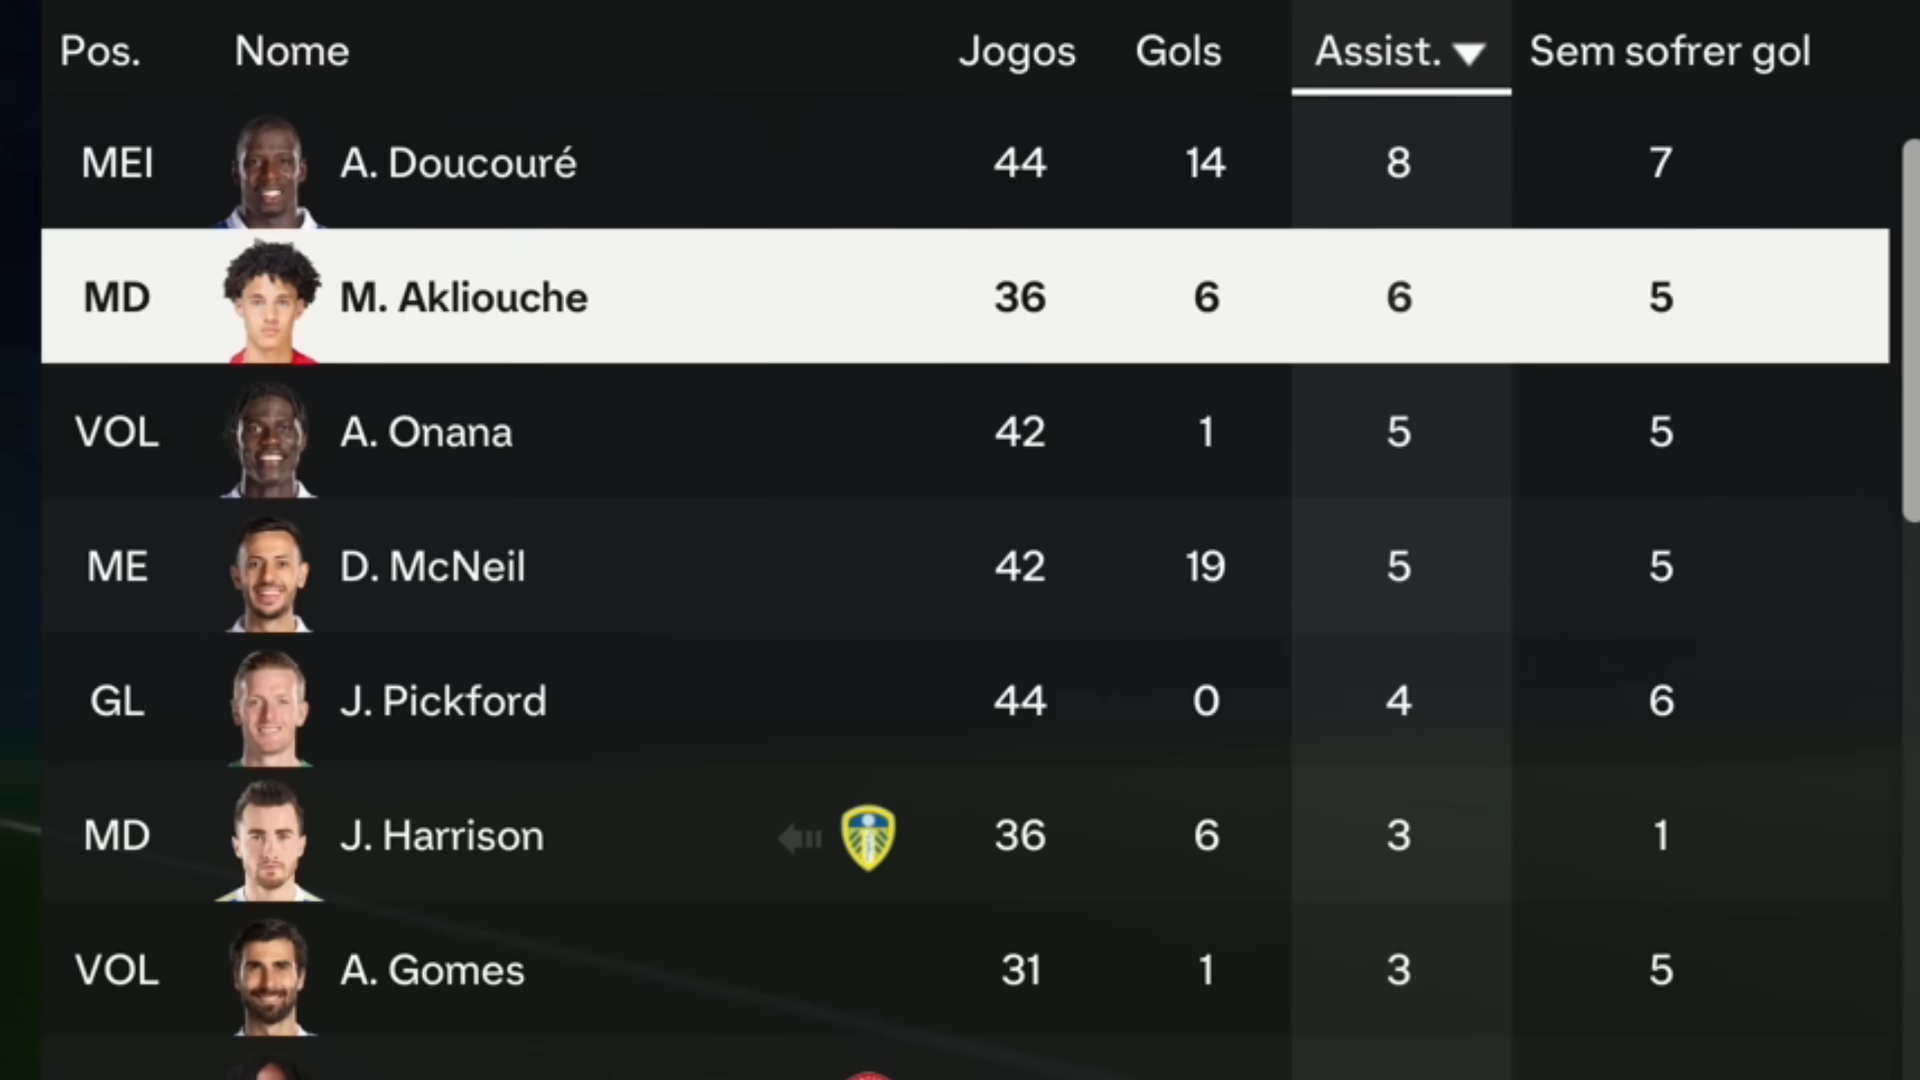 Pos. Nome Jogos Gols Assist. Sem sofrer gol
MEI A. Doucouré 44 14 8 7
MD M. Akliouche 36 6 6 5
VOL A. Onana 42 1 5 5
ME D. McNeil 42 19 5 5
GL J. Pickford 44 0 4 6
MD J. Harrison 36 6 3 1
VOL A. Gomes 31 1 3 5